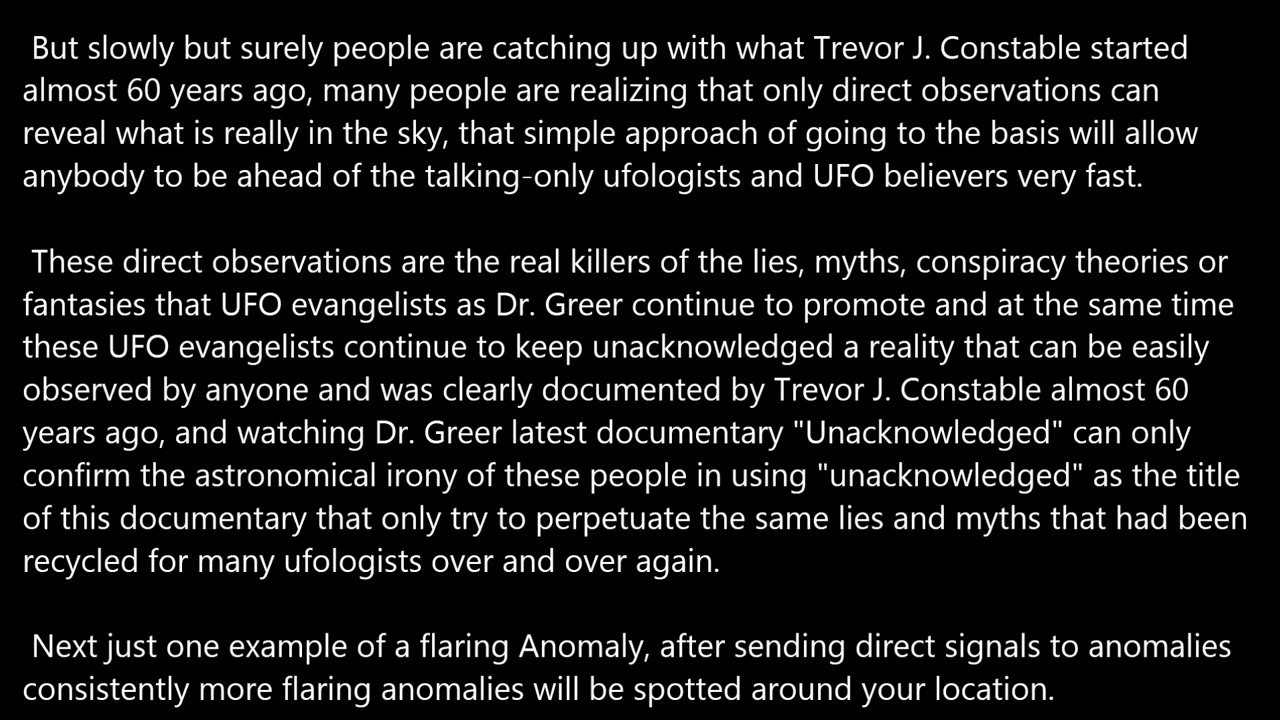 But slowly but surely people are catching up with what Trevor J. Constable started
almost 60 years ago, many people are realizing that only direct observations can
reveal what is really in the sky, that simple approach of going to the basis will allow
anybody to be ahead of the talking-only ufologists and UFO believers very fast.
These direct observations are the real killers of the lies, myths, conspiracy theories or
fantasies that UFO evangelists as Dr. Greer continue to promote and at the same time
these UFO evangelists continue to keep unacknowledged a reality that can be easily
observed by anyone and was clearly documented by Trevor J. Constable almost 60
years ago, and watching Dr. Greer latest documentary "Unacknowledged" can only
confirm the astronomical irony of these people in using "unacknowledged" as the title
of this documentary that only try to perpetuate the same lies and myths that had been
recycled for many ufologists over and over again.
Next just one example of a flaring Anomaly, after sending direct signals to anomalies
consistently more flaring anomalies will be spotted around your location.